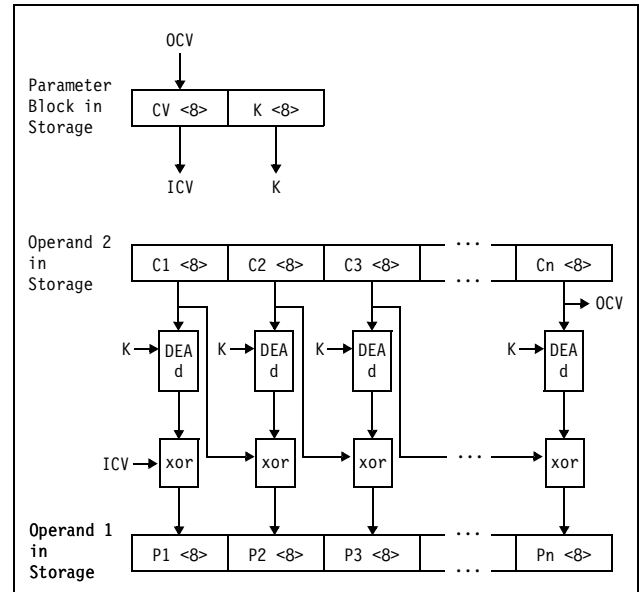 OCV
Parameter
Block in
Storage
CV <8> K <8>
ICV K
Operand 2
in
Storage
C1 <8> C2 <8> C3 <8> ... Cn <8>
...
OCV
K DEA d K DEA d K DEA d K DEA d
ICV xor xor xor ... xor
Operand 1
in
Storage
...
P1 <8> P2 <8> P3 <8> Pn <8>
...